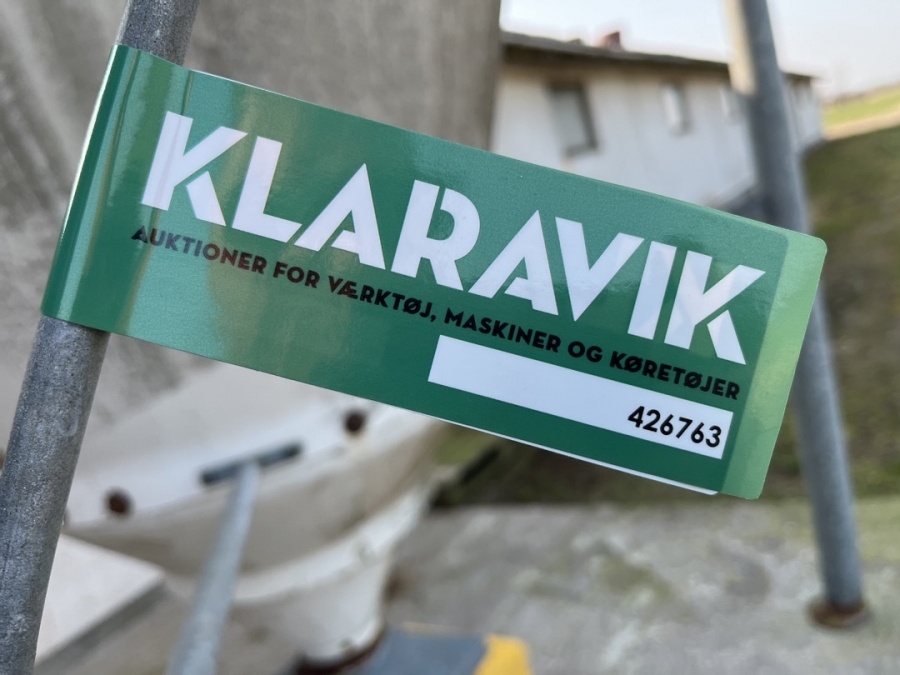 KLARAVIK
AUKTIONER FOR VÆRKTØJ, MASKINER OG KØRETØJER
426763